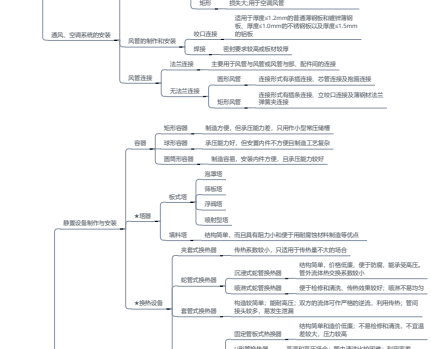 矩形 损失大;用于空调风管
通风、空调系统的安装
风管的制作和安装
咬口连接
适用于厚度≤1.2mm的普通薄钢板和镀锌薄钢
板、厚度≤1.0mm的不锈钢板以及厚度≤1.5mm
的铝板
焊接 密封要求较高或板材厚
风管连接
法兰连接 主要用于风管与风管或风管与部、配件间的连接
无法兰连接
圆形风管 连接形式有承插连接、芯管连接及抱箍连接
矩形风管
连接形式有插条连接、立咬口连接及薄钢材法兰
弹簧夹连接
静置设备制作与安装
容器
矩形容器 制造方便,但承压能力差,只用作小型常压储槽
球形容器 承压能力好,但安置内件不方便且制造工艺复杂
圆筒形容器 制造容易,安装内件方便,且承压能力较好
★塔器
板式塔
泡罩塔
筛板塔
浮阀塔
喷射型塔
填料塔 结构简单,而且具有阻力小和便于用耐腐蚀材料制造等优点
★换热设备
夹套式换热器 传热系数较小,只适用于传热量不大的场合
蛇管式换热器
沉浸式蛇管换热器
结构简单,价格低廉,便于防腐,能承受高压。
管外流体热交换系数较小
喷淋式蛇管换热器 便于检修和清洗、传热效果较好;喷淋不易均匀
套管式换热器
构造较简单;能耐高压;双方的流体可作严格的逆流,利用传热;管间
接头较多,易发生泄漏
固定管板式热换器
结构简单和造价低廉;不易检修和清洗、不宜温
差较大,压力较高